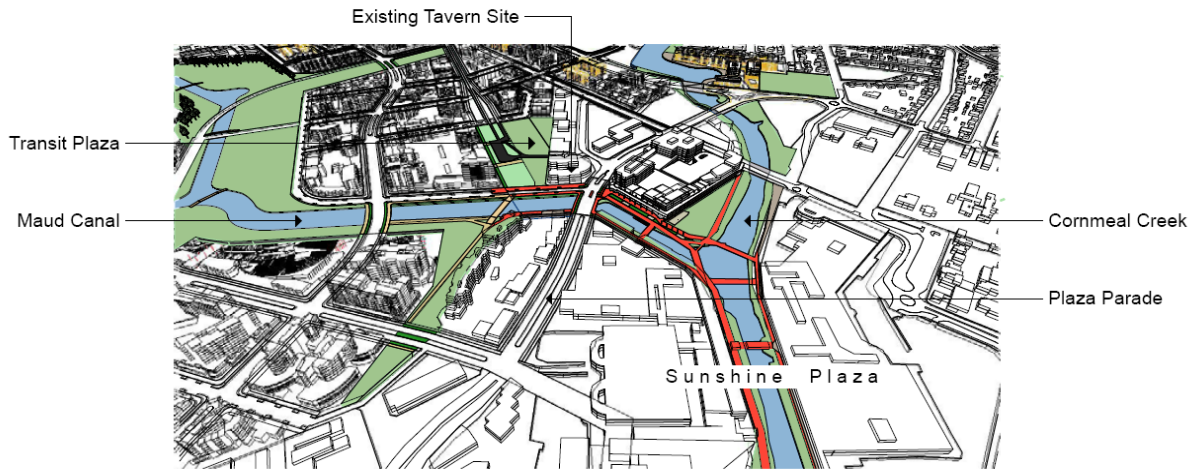 Existing Tavern Site
Transit Plaza
Maud Canal
Cornmeal Creek
Plaza Parade
Sunshine Plaza